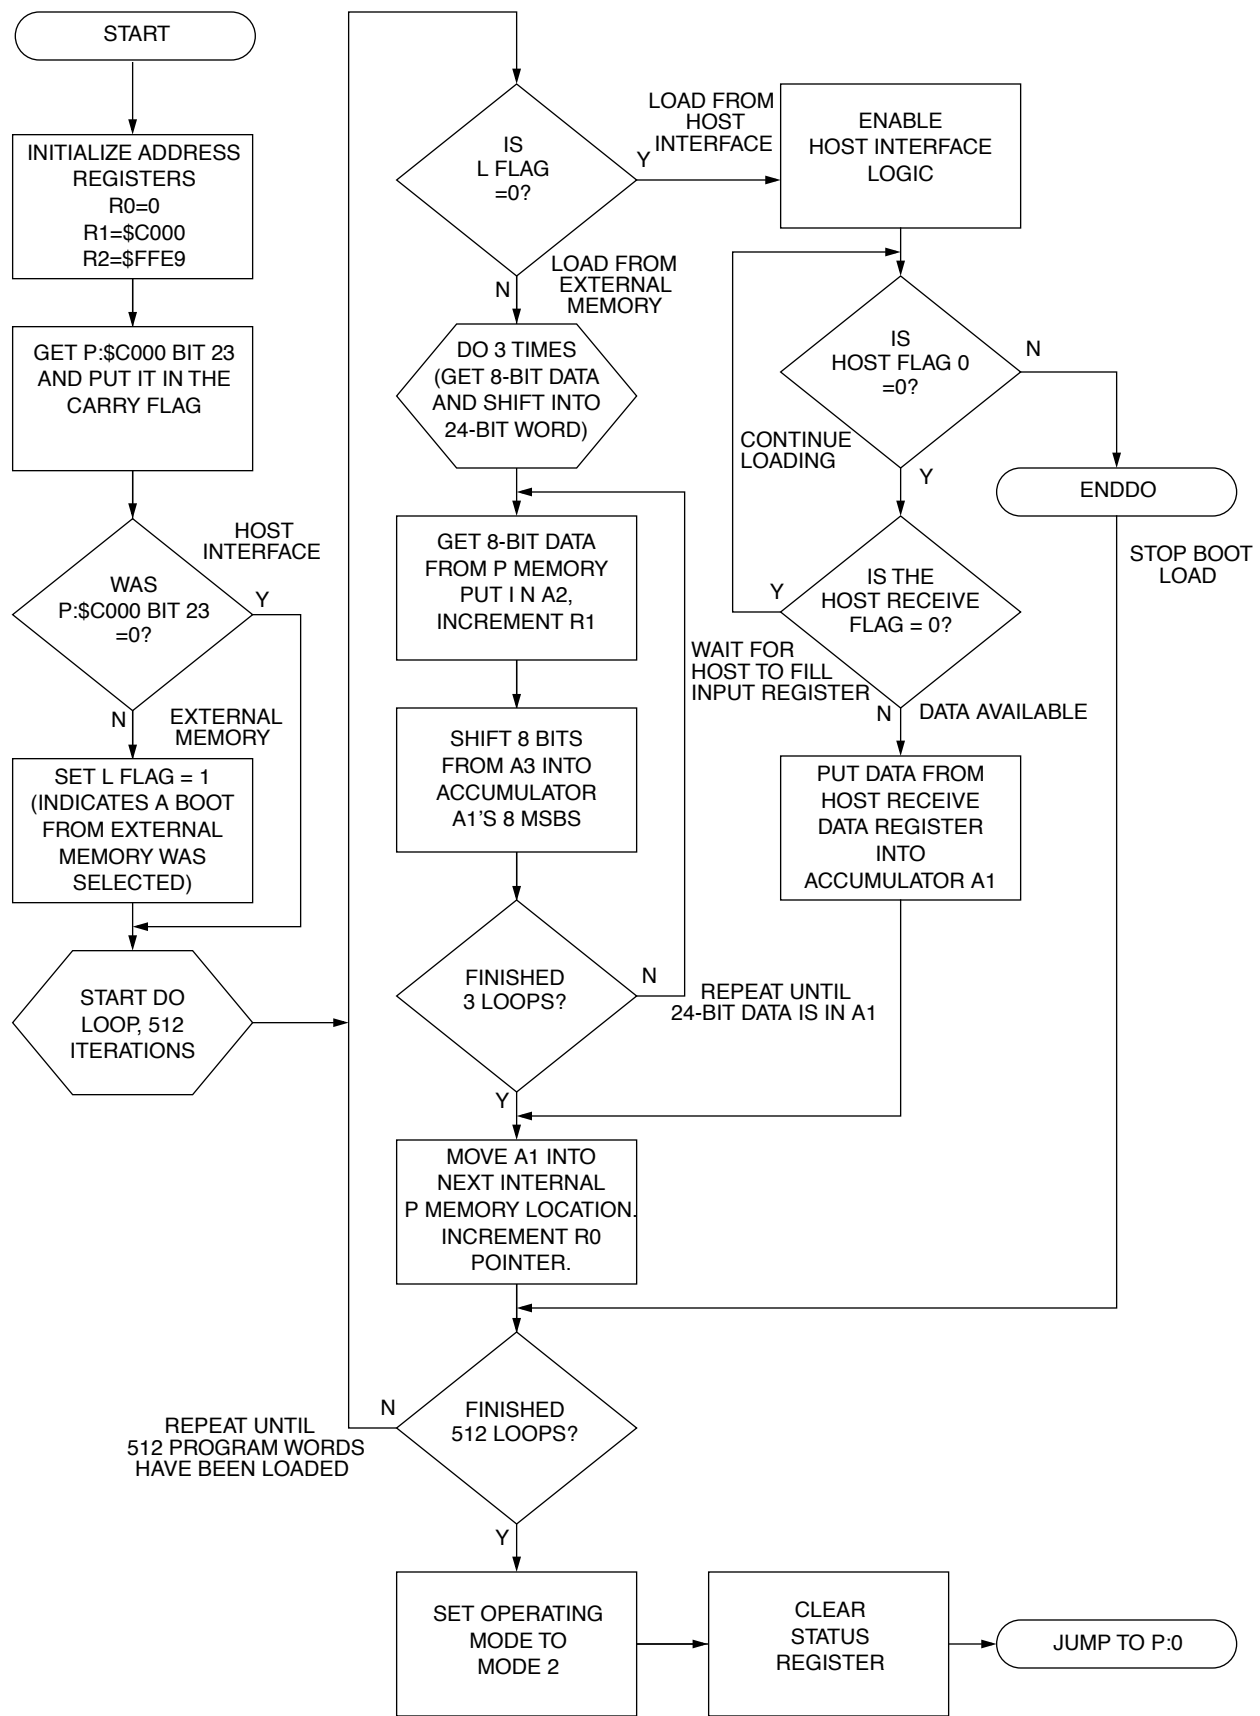 START
INITIALIZE ADDRESS
REGISTERS
R0=0
R1=$C000
R2=$FFE9
GET P:$C000 BIT 23
AND PUT IT IN THE
CARRY FLAG
HOST
INTERFACE
WAS
P:$C000 BIT 23
=0?
Y
N
EXTERNAL
MEMORY
SET L FLAG = 1
(INDICATES A BOOT
FROM EXTERNAL
MEMORY WAS
SELECTED)
START DO
LOOP, 512
ITERATIONS
IS
L FLAG
=0?
Y
LOAD FROM
HOST
INTERFACE
N
LOAD FROM
EXTERNAL
MEMORY
DO 3 TIMES
(GET 8-BIT DATA
AND SHIFT INTO
24-BIT WORD)
GET 8-BIT DATA
FROM P MEMORY
PUT I N A2,
INCREMENT R1
SHIFT 8 BITS
FROM A3 INTO
ACCUMULATOR
A1'S 8 MSBS
FINISHED
3 LOOPS?
N
REPEAT UNTIL
24-BIT DATA IS IN A1
Y
ENABLE
HOST INTERFACE
LOGIC
IS
HOST FLAG 0
=0?
N
Y
CONTINUE
LOADING
ENDDO
STOP BOOT
LOAD
IS THE
HOST RECEIVE
FLAG = 0?
Y
WAIT FOR
HOST TO FILL
INPUT REGISTER
N
DATA AVAILABLE
PUT DATA FROM
HOST RECEIVE
DATA REGISTER
INTO
ACCUMULATOR A1
MOVE A1 INTO
NEXT INTERNAL
P MEMORY LOCATION.
INCREMENT R0
POINTER.
FINISHED
512 LOOPS?
N
REPEAT UNTIL
512 PROGRAM WORDS
HAVE BEEN LOADED
Y
SET OPERATING
MODE TO
MODE 2
CLEAR
STATUS
REGISTER
JUMP TO P:0